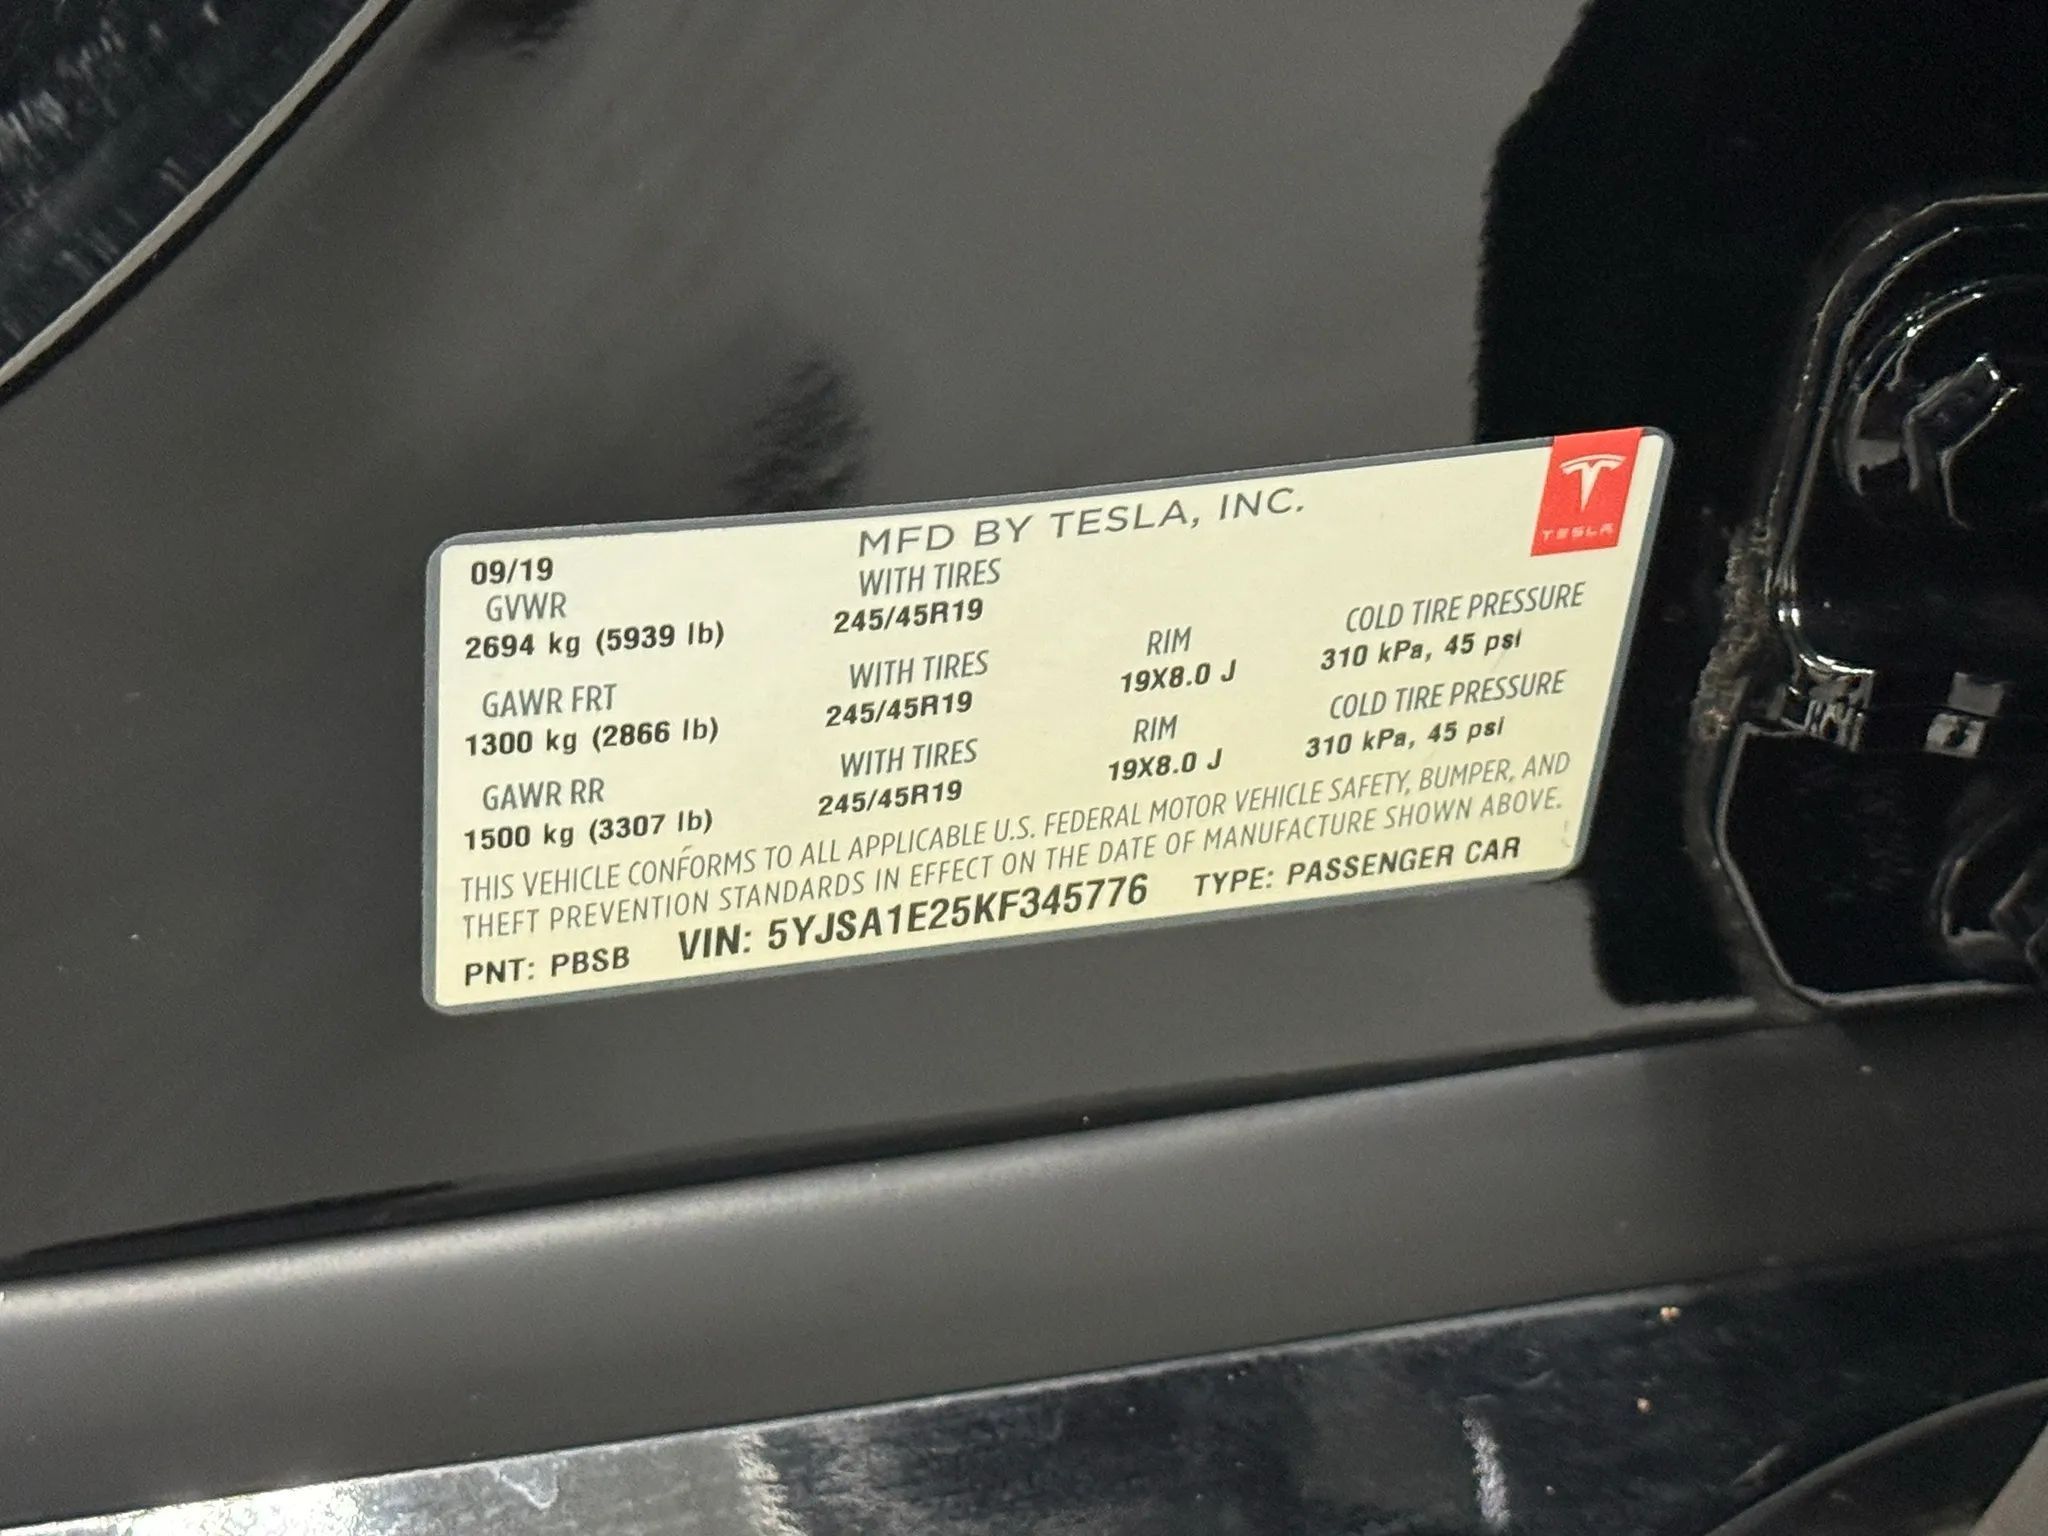 MFD BY TESLA, INC.
TESLA
09/19
GVWR WITH TIRES
2694 kg (5939 lb) 245/45R19
GAWR FRT WITH TIRES RIM COLD TIRE PRESSURE
1300 kg (2866 lb) 245/45R19 19X8.0 J 310 kPa, 45 psi
GAWR RR WITH TIRES RIM COLD TIRE PRESSURE
1500 kg (3307 lb) 245/45R19 19X8.0 J 310 kPa, 45 psi
THIS VEHICLE CONFORMS TO ALL APPLICABLE U.S. FEDERAL MOTOR VEHICLE SAFETY, BUMPER, AND
THEFT PREVENTION STANDARDS IN EFFECT ON THE DATE OF MANUFACTURE SHOWN ABOVE.
PNT: PBSB VIN: 5YJSA1E25KF345776 TYPE: PASSENGER CAR